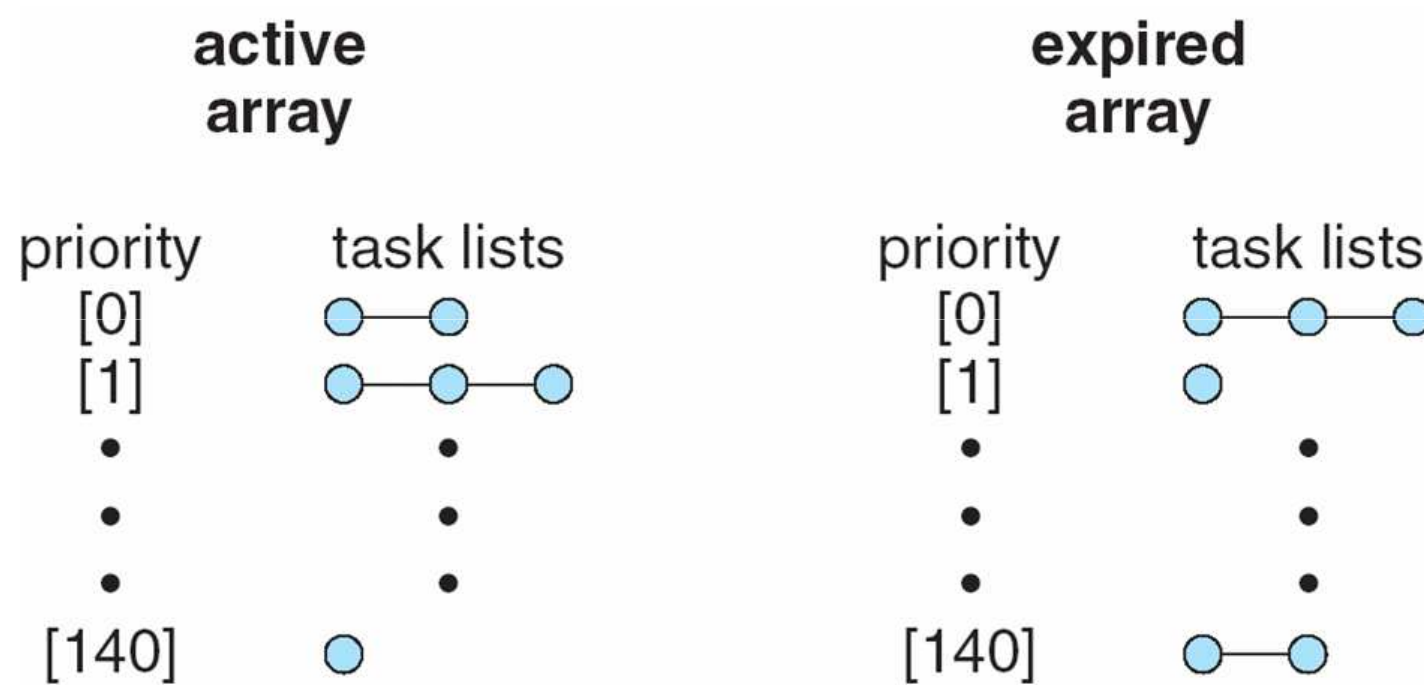 active
array
expired
array
priority task lists
[0]
[1]
[140]
priority task lists
[0]
[1]
[140]